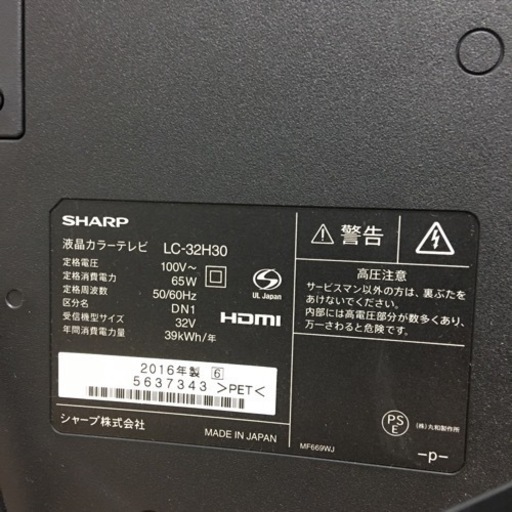 SHARP
液晶カラーテレビ LC-32H30
定格電圧 100V～
定格消費電力 65W
定格周波数 50/60Hz
区分名 DN1
受信機型サイズ 32V
年間消費電力量 39kWh/年
S
UL Japan
HDMI
2016年製 6
5637343 >PET<
シャープ株式会社
MADE IN JAPAN
警告
高圧注意
サービスマン以外の方は、裏ぶたを
あけないでください。
内部には高電圧部分が数多くあり、
万一さわると危険です。
PS
E
(株)丸和製作所
MF669WJ
-p-